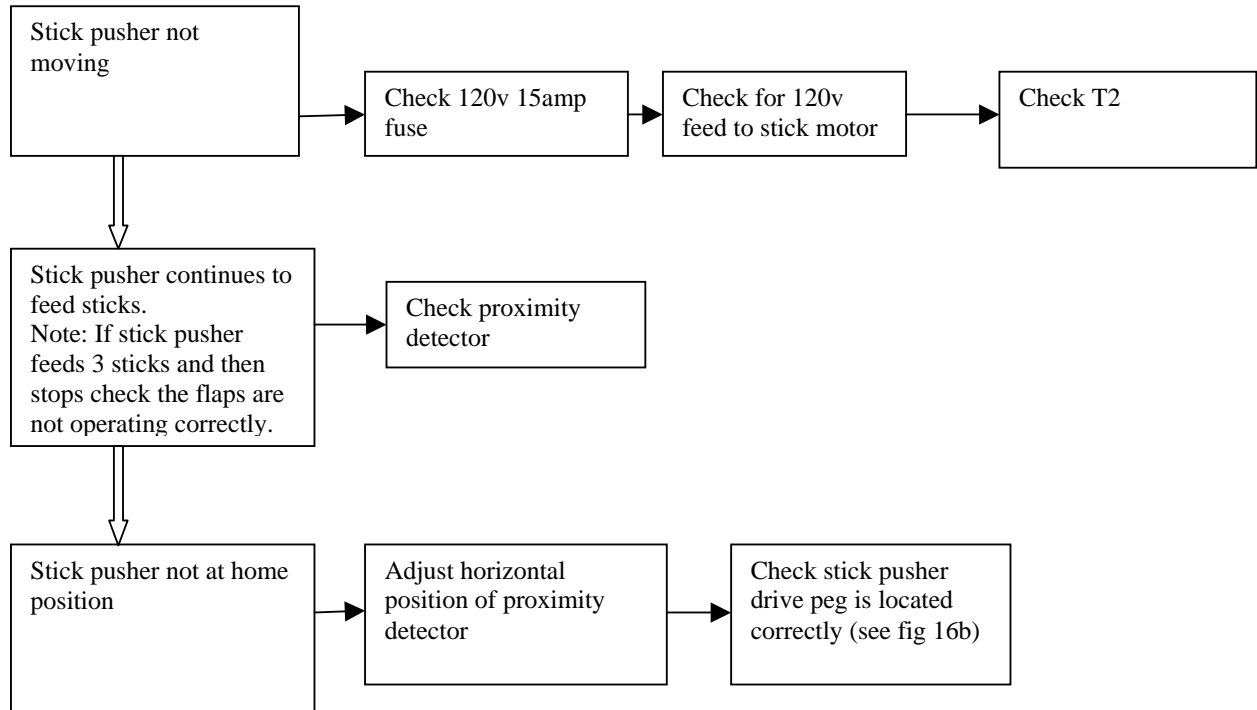 Stick pusher not
moving
Check 120v 15amp
fuse
Check for 120v
feed to stick motor
Check T2
Stick pusher continues to
feed sticks.
Note: If stick pusher
feeds 3 sticks and then
stops check the flaps are
not operating correctly.
Check proximity
detector
Stick pusher not at home
position
Adjust horizontal
position of proximity
detector
Check stick pusher
drive peg is located
correctly (see fig 16b)